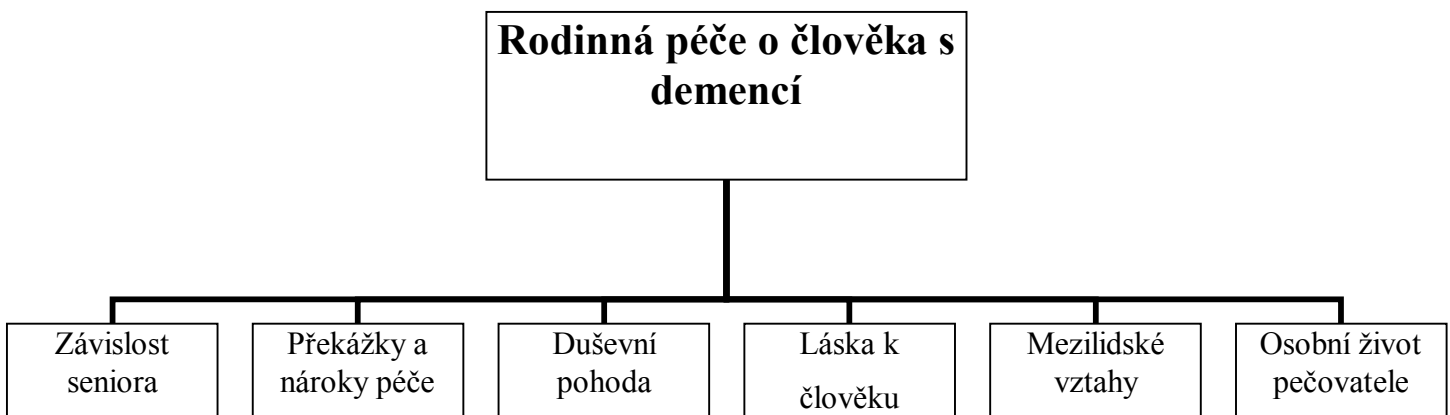 Rodinná péče o člověka s
demencí
Závislost
seniora
Překážky a
nároky péče
Duševní
pohoda
Láska k
člověku
Mezilidské
vztahy
Osobní život
pečovatele